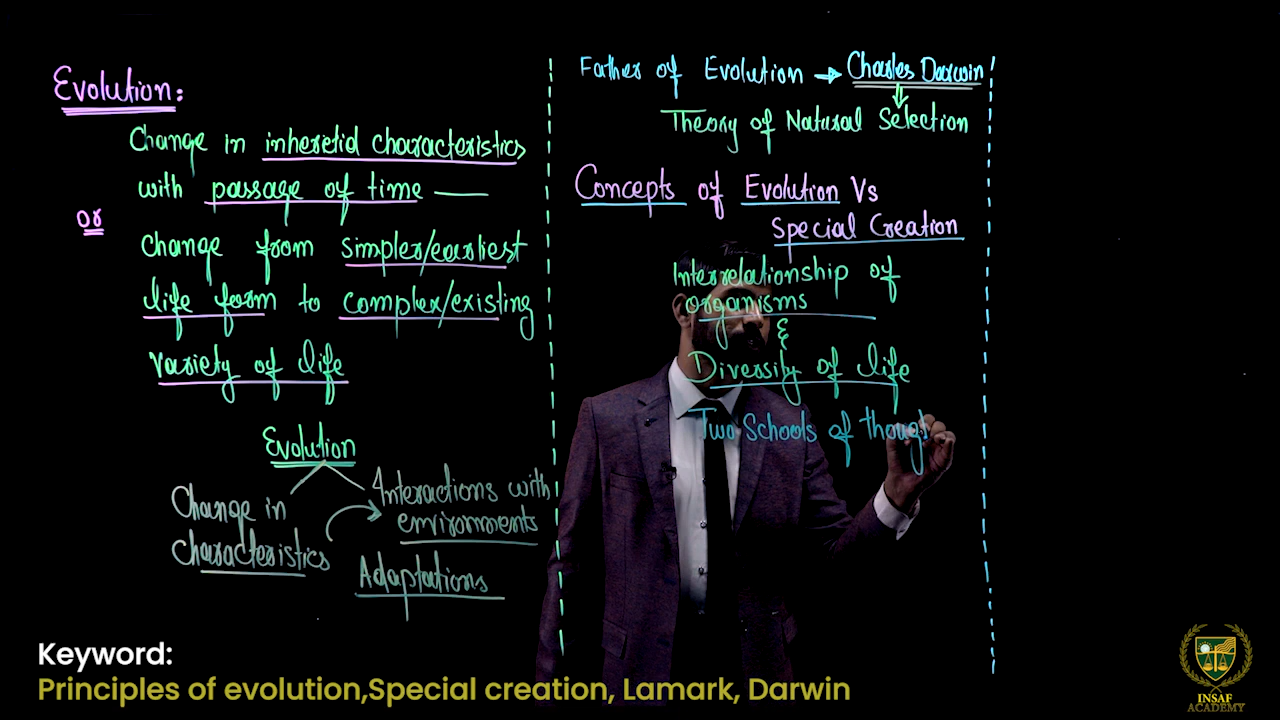 Evolution:
Change in inheretid characteristics
with passage of time
or
change from simpler/earliest
life form to complex/existing
variety of life
Evolution
Change in
characteristics
Interactions with
environments
Adaptations
Father of Evolution → Charles Darwin
Theory of Natural Selection
Concepts of Evolution Vs
special Creation
Interrelationship of
organisms
&
Diversity of life
Two Schools of though
Keyword:
Principles of evolution,Special creation, Lamark, Darwin
INSAF
ACADEMY